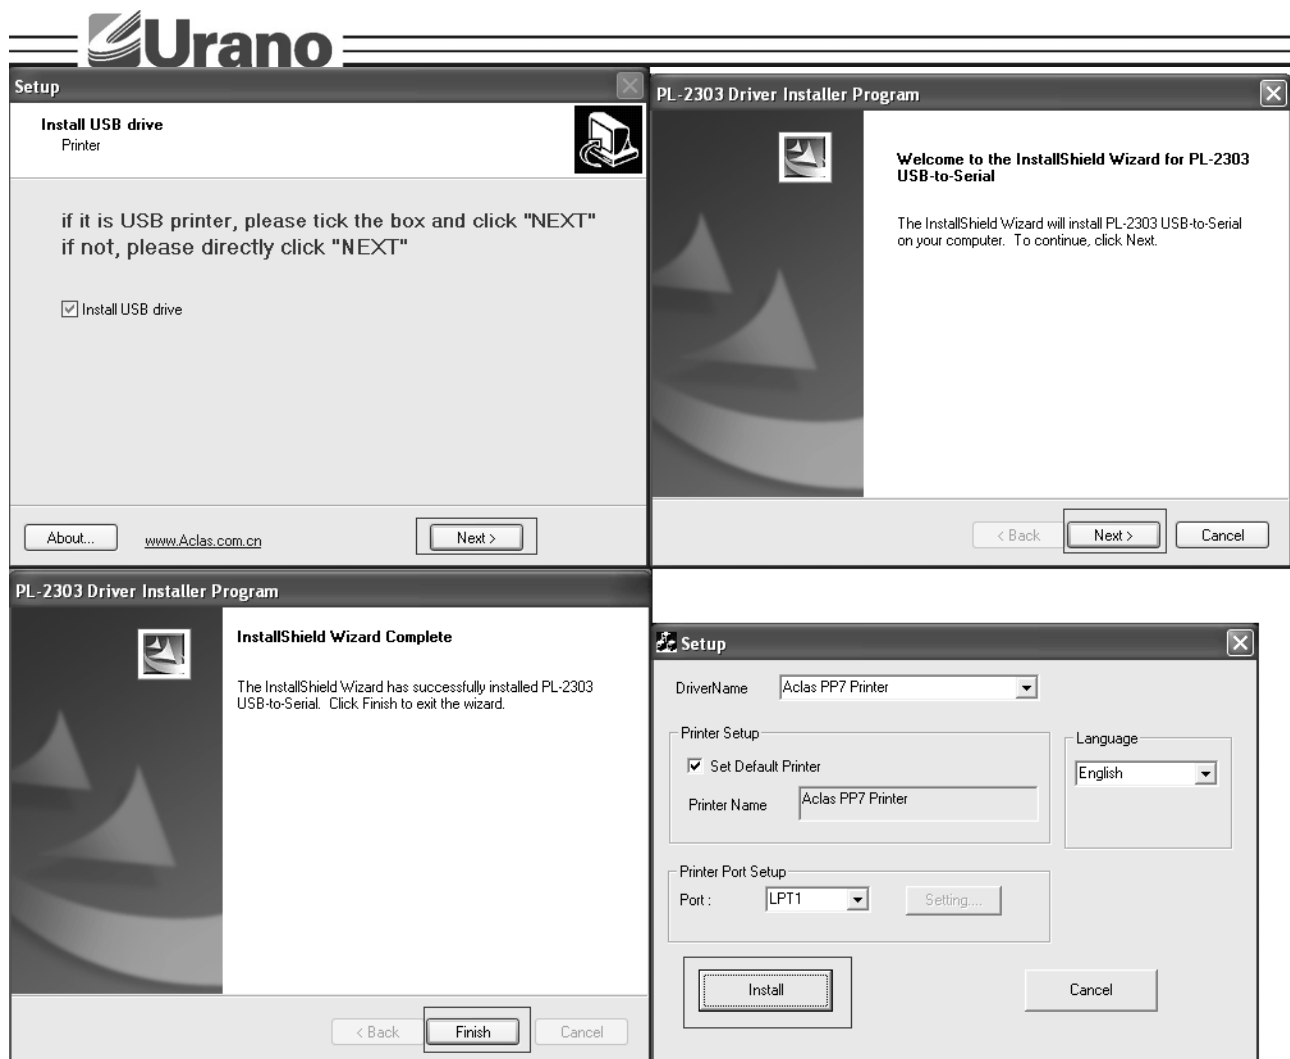 Urano
Setup
Install USB drive
Printer
if it is USB printer, please tick the box and click "NEXT"
if not, please directly click "NEXT"
Install USB drive
About...
www.Aclas.com.cn
Next >
PL-2303 Driver Installer Program
Welcome to the InstallShield Wizard for PL-2303
USB-to-Serial
The InstallShield Wizard will install PL-2303 USB-to-Serial
on your computer. To continue, click Next.
< Back
Next >
Cancel
PL-2303 Driver Installer Program
InstallShield Wizard Complete
The InstallShield Wizard has successfully installed PL-2303
USB-to-Serial. Click Finish to exit the wizard.
< Back
Finish
Cancel
Setup
DriverName
Aclas PP7 Printer
Printer Setup
Set Default Printer
Printer Name
Aclas PP7 Printer
Language
English
Printer Port Setup
Port :
LPT1
Setting....
Install
Cancel